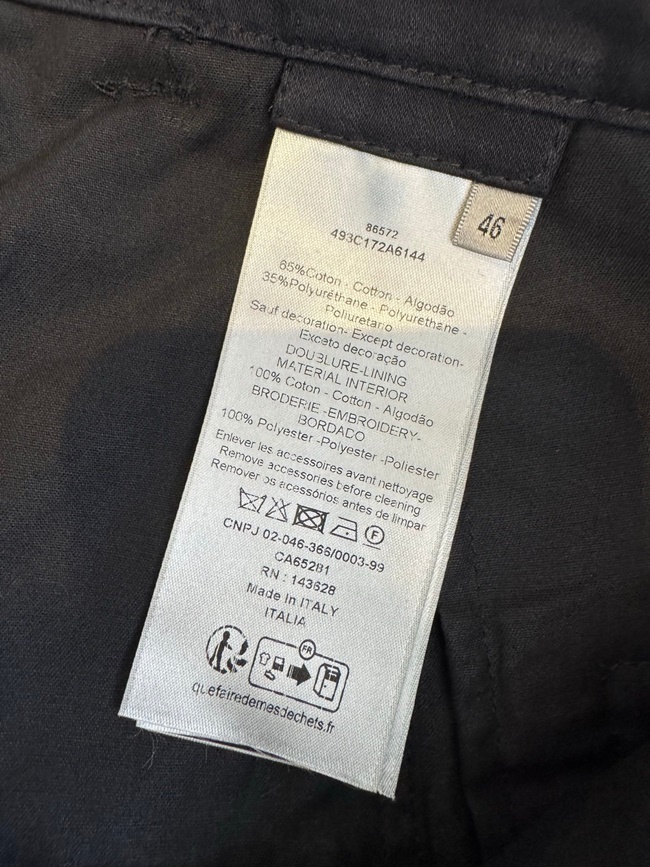 46
86572
493C172A6144
65%Coton - Cotton - Algodão
35%Polyuréthane - Polyurethane -
Poliuretano
Sauf decoration- Except decoration-
Exceto decoração
DOUBLURE-LINING
MATERIAL INTERIOR
100% Coton - Cotton - Algodão
BRODERIE -EMBROIDERY-
BORDADO
100% Polyester -Polyester -Poliester
Enlever les accessoires avant nettoyage
Remove accessories before cleaning
Remover os acessórios antes de limpar
F
CNPJ 02-046-366/0003-99
CA65281
RN : 143628
Made In ITALY
ITALIA
FR
quefairedemesdechets.fr